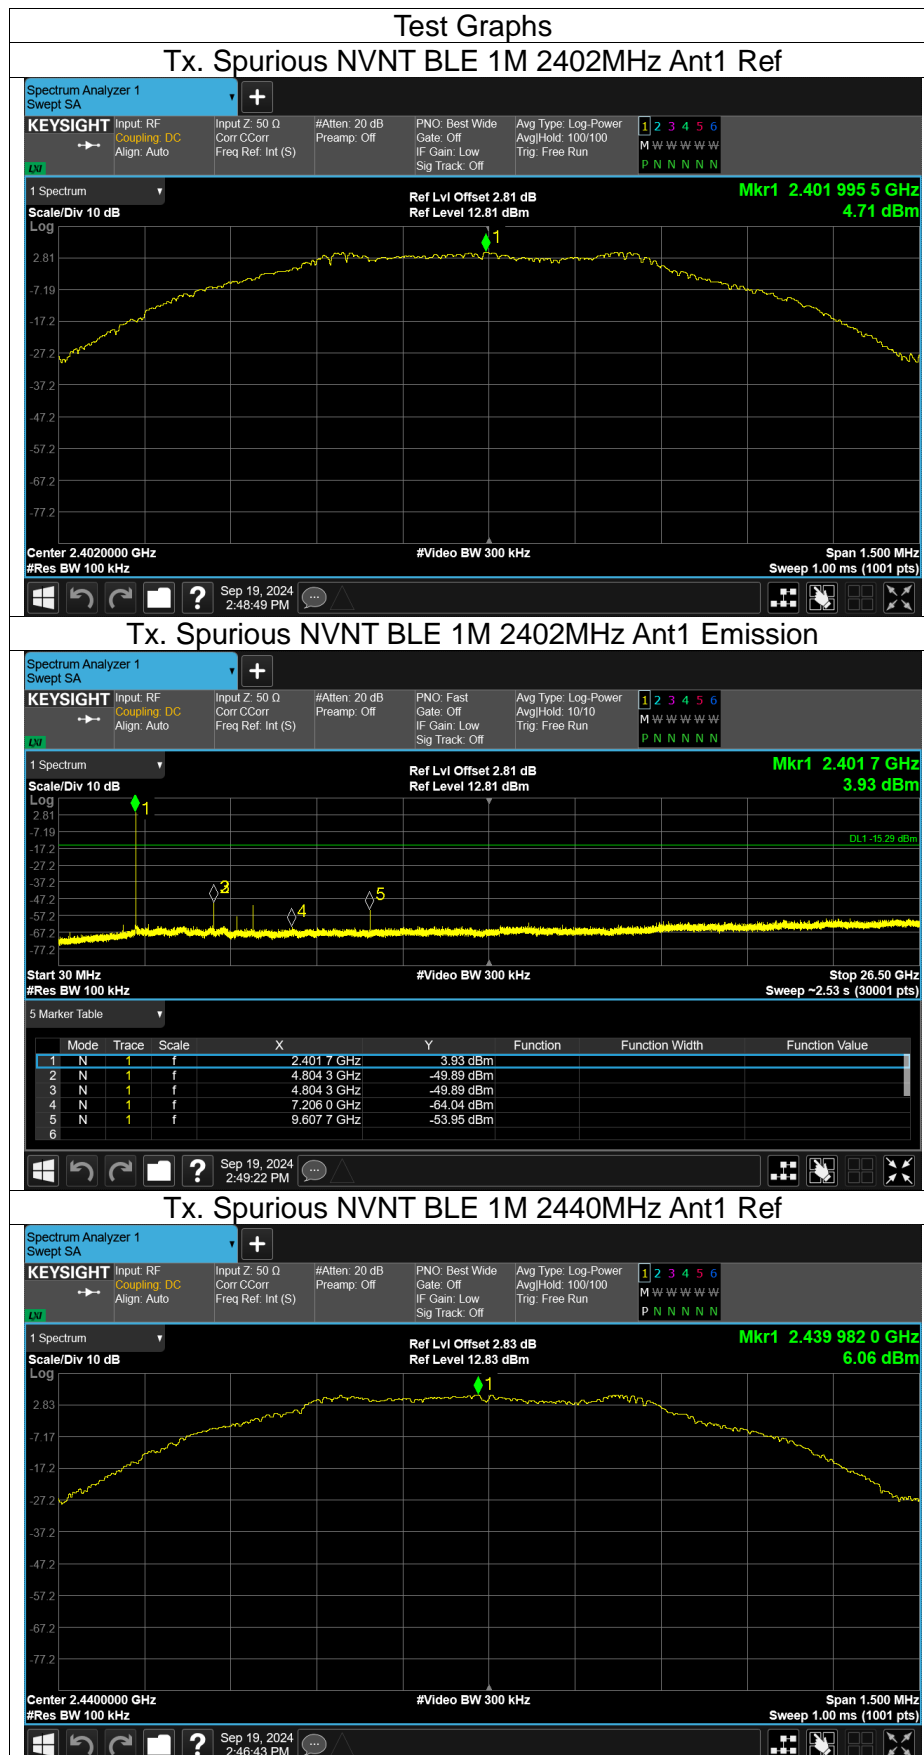 Test Graphs
Tx. Spurious NVNT BLE 1M 2402MHz Ant1 Ref
Spectrum Analyzer 1
Swept SA
+
KEYSIGHT Input: RF Input Z: 50 Ω #Atten: 20 dB PNO: Best Wide Avg Type: Log-Power 1 2 3 4 5 6
Coupling: DC Corr CCorr Preamp: Off Gate: Off Avg|Hold: 100/100 M W W W W W
Align: Auto Freq Ref: Int (S) IF Gain: Low Trig: Free Run
LXI Sig Track: Off P N N N N N
1 Spectrum Ref Lvl Offset 2.81 dB Mkr1 2.401 995 5 GHz
Scale/Div 10 dB Ref Level 12.81 dBm 4.71 dBm
Log
1
2.81
-7.19
-17.2
-27.2
-37.2
-47.2
-57.2
-67.2
-77.2
Center 2.4020000 GHz #Video BW 300 kHz Span 1.500 MHz
#Res BW 100 kHz Sweep 1.00 ms (1001 pts)
? Sep 19, 2024
2:48:49 PM
Tx. Spurious NVNT BLE 1M 2402MHz Ant1 Emission
Spectrum Analyzer 1
Swept SA
+
KEYSIGHT Input: RF Input Z: 50 Ω #Atten: 20 dB PNO: Fast Avg Type: Log-Power 1 2 3 4 5 6
Coupling: DC Corr CCorr Preamp: Off Gate: Off Avg|Hold: 10/10 M W W W W W
Align: Auto Freq Ref: Int (S) IF Gain: Low Trig: Free Run
LXI Sig Track: Off P N N N N N
1 Spectrum Ref Lvl Offset 2.81 dB Mkr1 2.401 7 GHz
Scale/Div 10 dB Ref Level 12.81 dBm 3.93 dBm
Log
1
2.81
-7.19
DL1 -15.29 dBm
-17.2
-27.2
-37.2
3 5
-47.2
4
-57.2
-67.2
-77.2
Start 30 MHz #Video BW 300 kHz Stop 26.50 GHz
#Res BW 100 kHz Sweep ~2.53 s (30001 pts)
5 Marker Table
Mode Trace Scale X Y Function Function Width Function Value
1 N 1 f 2.401 7 GHz 3.93 dBm
2 N 1 f 4.804 3 GHz -49.89 dBm
3 N 1 f 4.804 3 GHz -49.89 dBm
4 N 1 f 7.206 0 GHz -64.04 dBm
5 N 1 f 9.607 7 GHz -53.95 dBm
6
? Sep 19, 2024
2:49:22 PM
Tx. Spurious NVNT BLE 1M 2440MHz Ant1 Ref
Spectrum Analyzer 1
Swept SA
+
KEYSIGHT Input: RF Input Z: 50 Ω #Atten: 20 dB PNO: Best Wide Avg Type: Log-Power 1 2 3 4 5 6
Coupling: DC Corr CCorr Preamp: Off Gate: Off Avg|Hold: 100/100 M W W W W W
Align: Auto Freq Ref: Int (S) IF Gain: Low Trig: Free Run
LXI Sig Track: Off P N N N N N
1 Spectrum Ref Lvl Offset 2.83 dB Mkr1 2.439 982 0 GHz
Scale/Div 10 dB Ref Level 12.83 dBm 6.06 dBm
Log
1
2.83
-7.17
-17.2
-27.2
-37.2
-47.2
-57.2
-67.2
-77.2
Center 2.4400000 GHz #Video BW 300 kHz Span 1.500 MHz
#Res BW 100 kHz Sweep 1.00 ms (1001 pts)
? Sep 19, 2024
2:46:43 PM